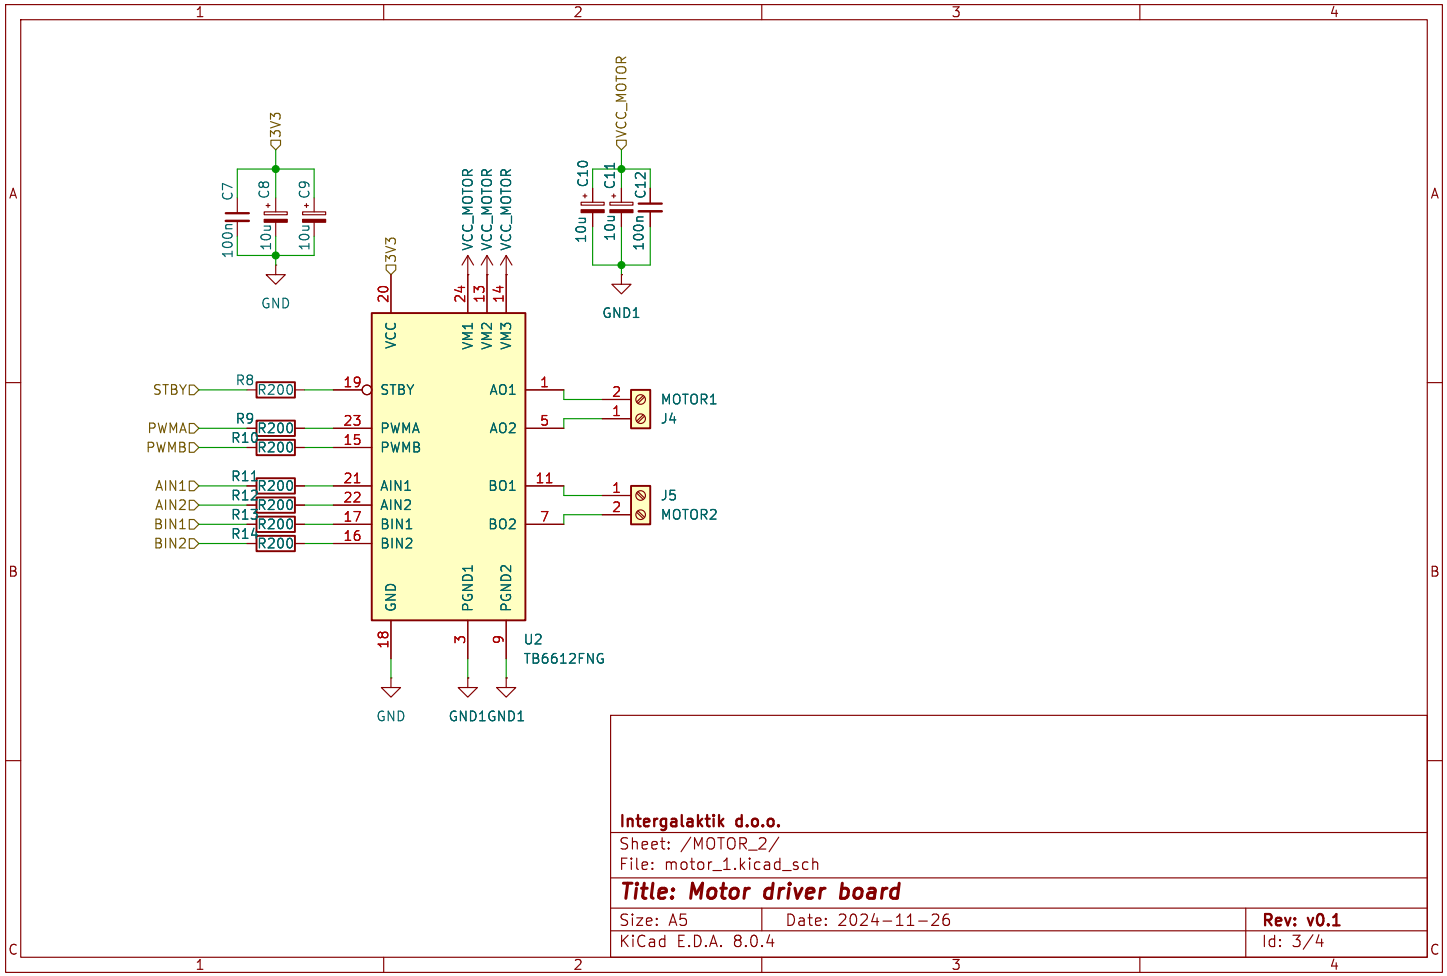 1 2 3 4
A A
B B
C C
1 2 3 4
3V3
C7 C8 C9
100n 10u 10u
+ +
GND
VCC_MOTOR
C10 C11 C12
10u 10u 100n
+ +
GND1
3V3
VCC_MOTOR VCC_MOTOR VCC_MOTOR
20 24 13 14
VCC VM1 VM2 VM3
STBY R8 R200 19 STBY
PWMA R9 R200 23 PWMA
PWMB R10 R200 15 PWMB
AIN1 R11 R200 21 AIN1
AIN2 R12 R200 22 AIN2
BIN1 R13 R200 17 BIN1
BIN2 R14 R200 16 BIN2
AO1 1 2 MOTOR1
AO2 5 1 J4
BO1 11 1 J5
BO2 7 2 MOTOR2
GND PGND1 PGND2
18 3 9
U2
TB6612FNG
GND GND1 GND1
Intergalaktik d.o.o.
Sheet: /MOTOR_2/
File: motor_1.kicad_sch
Title: Motor driver board
Size: A5 Date: 2024-11-26 Rev: v0.1
KiCad E.D.A. 8.0.4 Id: 3/4